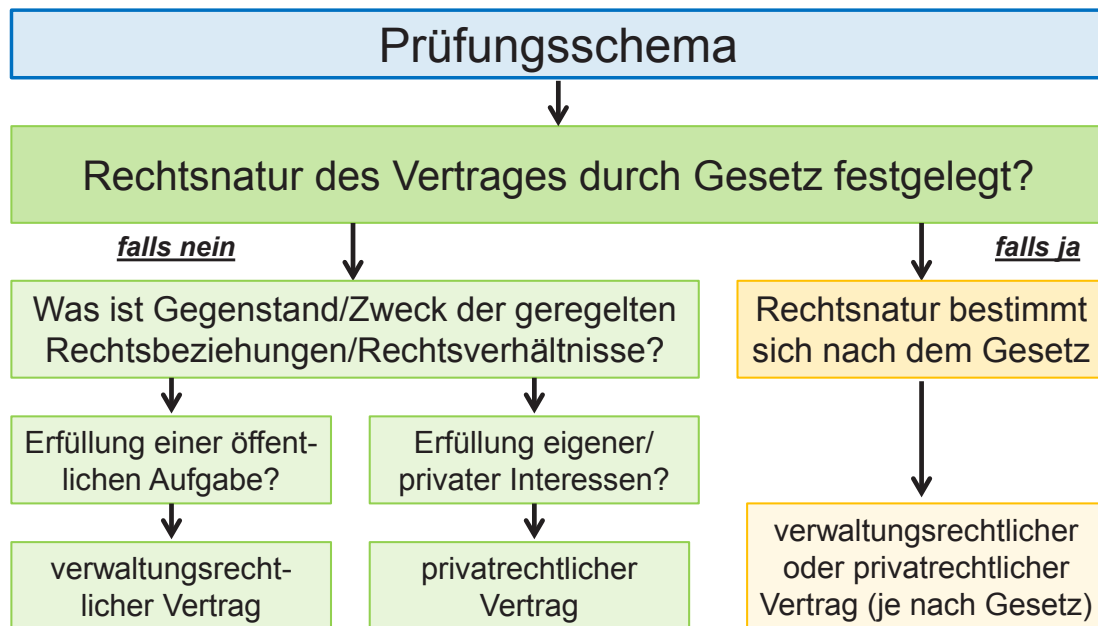 Prüfungsschema
Rechtsnatur des Vertrages durch Gesetz festgelegt?
falls nein
falls ja
Was ist Gegenstand/Zweck der geregelten
Rechtsbeziehungen/Rechtsverhältnisse?
Rechtsnatur bestimmt
sich nach dem Gesetz
Erfüllung einer öffent-
lichen Aufgabe?
Erfüllung eigener/
privater Interessen?
verwaltungsrecht-
licher Vertrag
privatrechtlicher
Vertrag
verwaltungsrechtlicher
oder privatrechtlicher
Vertrag (je nach Gesetz)